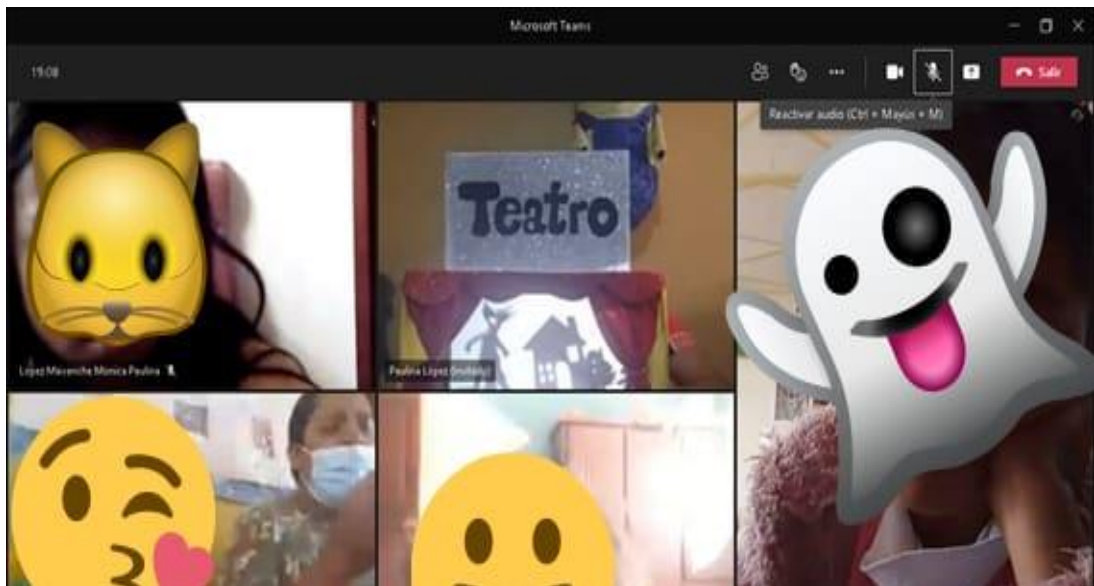 Microsoft Teams
19:08
Salir
Reactivar audio (Ctrl + Mayús + M)
Teatro
López Mavenche Monica Paulina
Paulina López (Invitado)